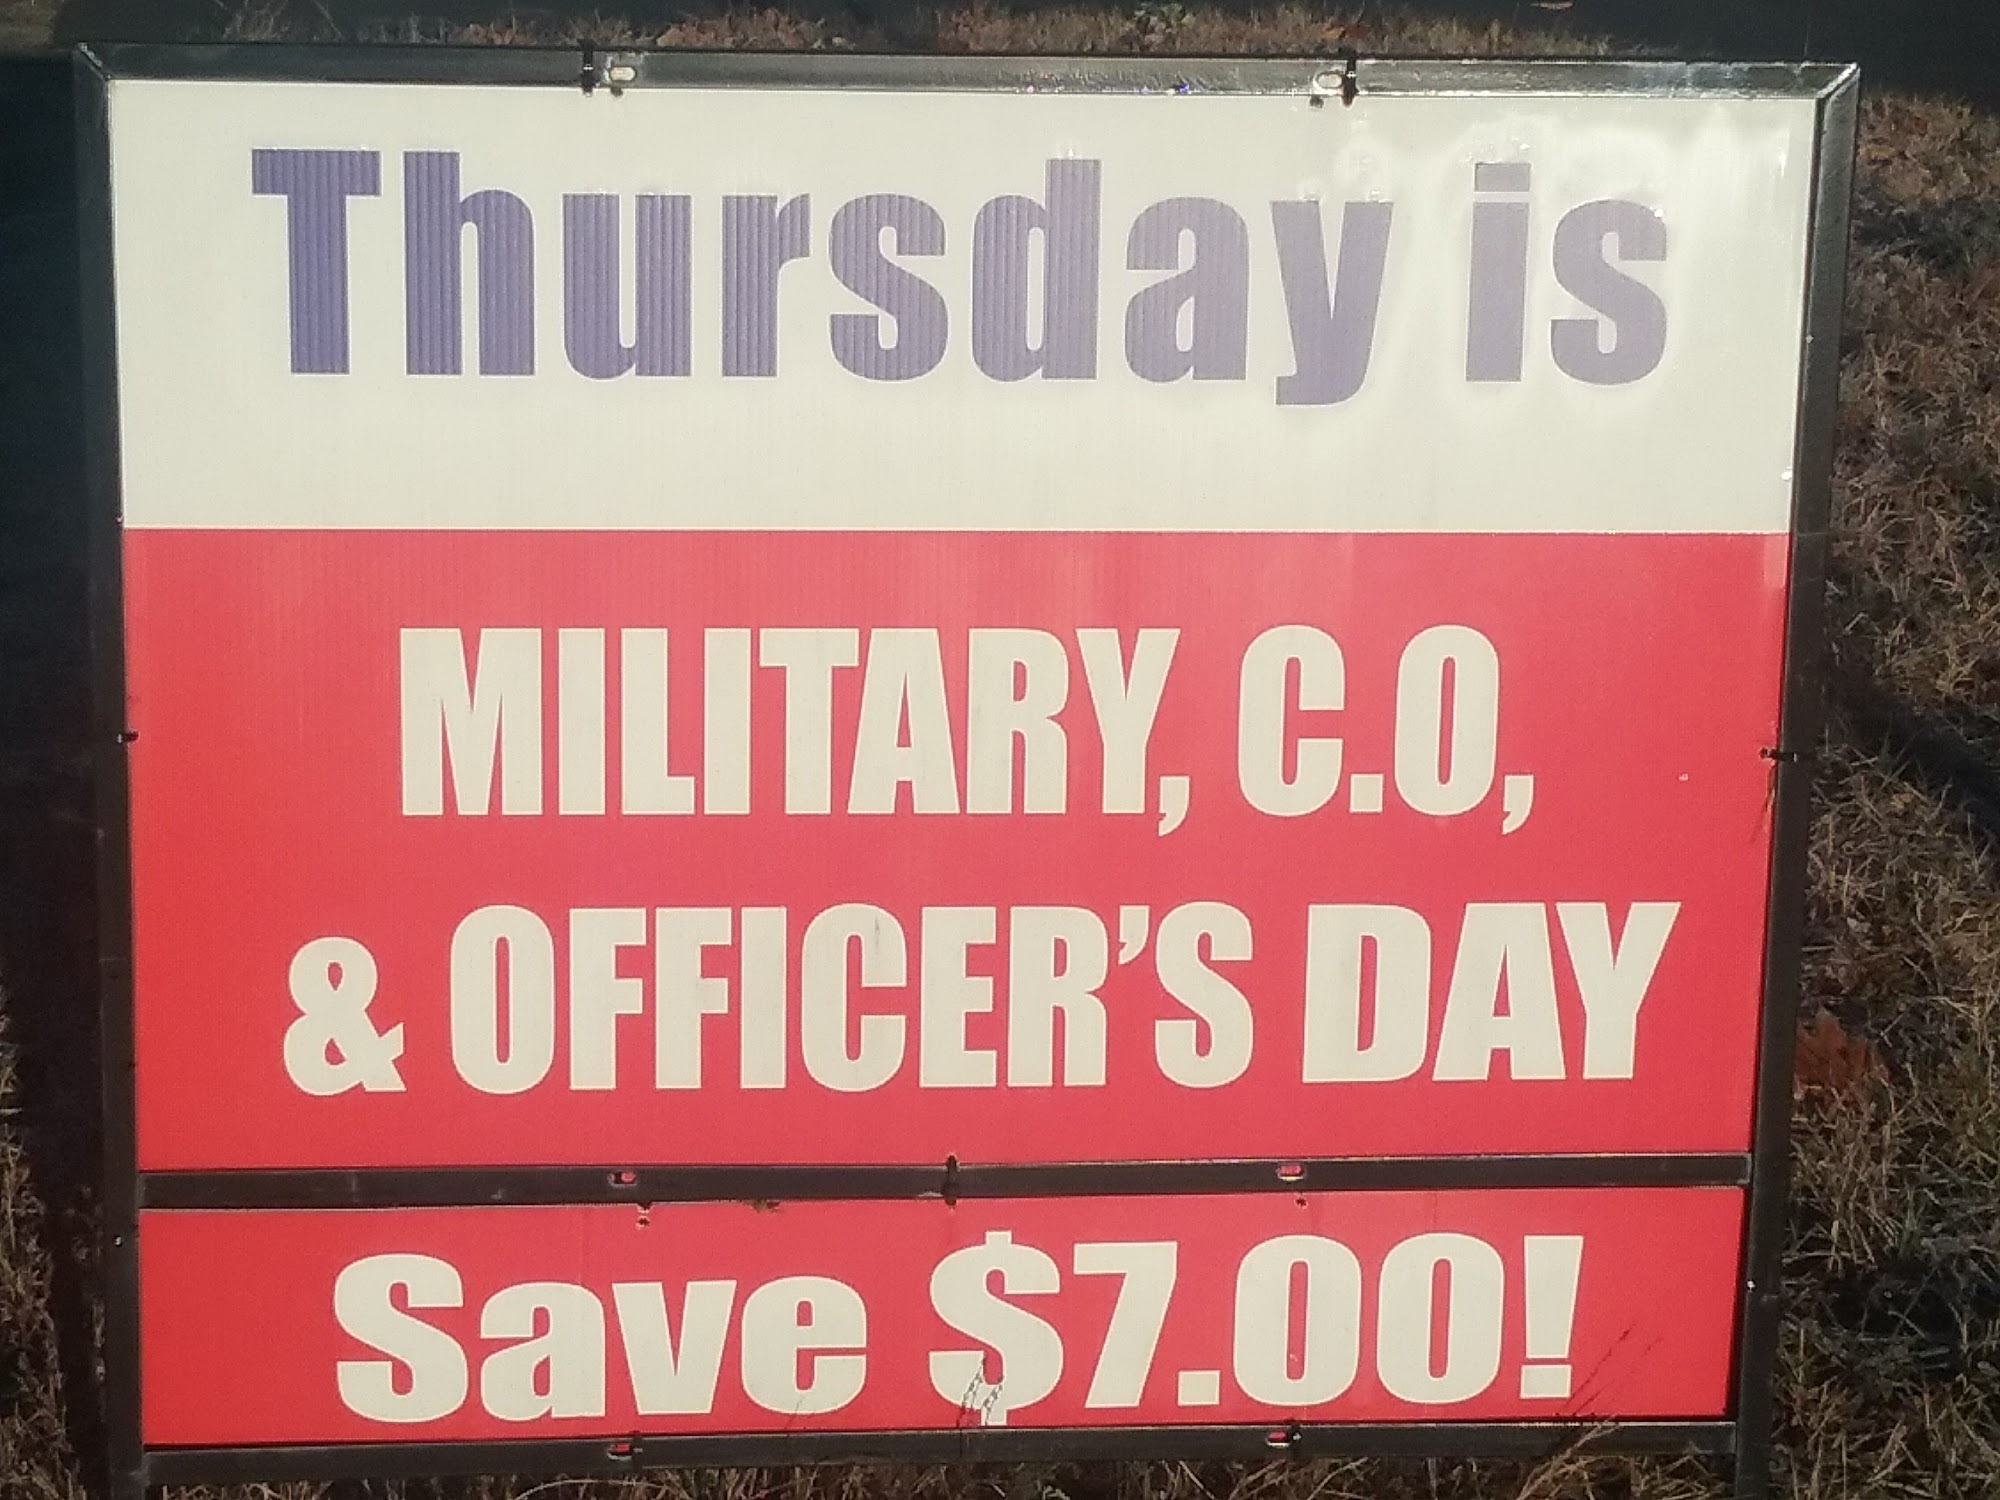 Thursday is
MILITARY, C.O,
& OFFICER'S DAY
Save $7.00!